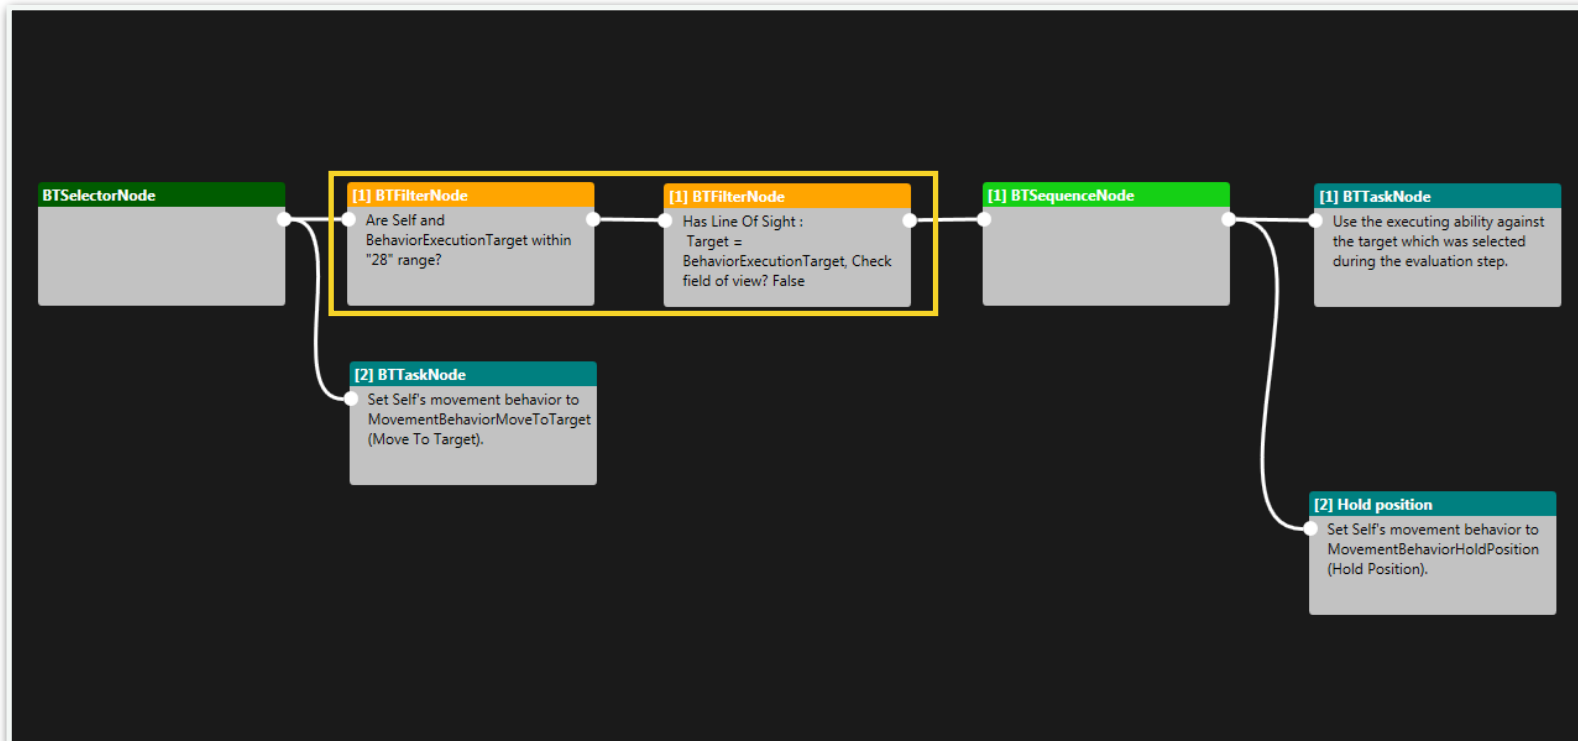 BTSelectorNode
[1] BTFilterNode
Are Self and
BehaviorExecutionTarget within
"28" range?
[1] BTFilterNode
Has Line Of Sight :
Target =
BehaviorExecutionTarget, Check
field of view? False
[1] BTSequenceNode
[1] BTTaskNode
Use the executing ability against
the target which was selected
during the evaluation step.
[2] BTTaskNode
Set Self's movement behavior to
MovementBehaviorMoveToTarget
(Move To Target).
[2] Hold position
Set Self's movement behavior to
MovementBehaviorHoldPosition
(Hold Position).